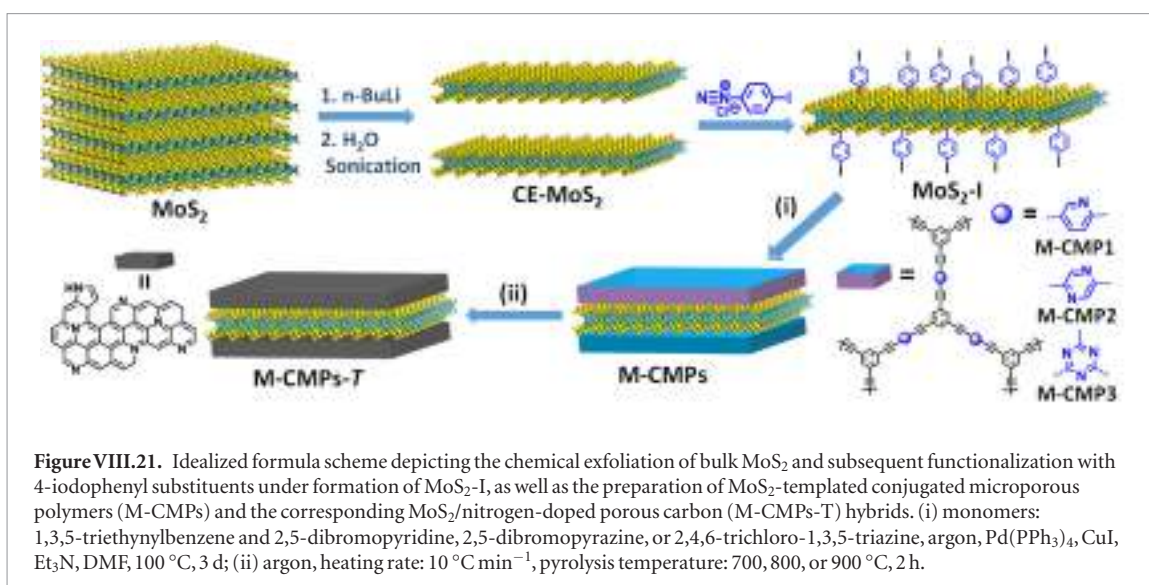 1. n-BuLi
2. H₂O
Sonication
MoS₂
CE-MoS₂
MoS₂-I
(i)
= M-CMP1
M-CMP2
M-CMP3
=
(ii)
M-CMPs
M-CMPs-T
Figure VIII.21. Idealized formula scheme depicting the chemical exfoliation of bulk MoS₂ and subsequent functionalization with
4-iodophenyl substituents under formation of MoS₂-I, as well as the preparation of MoS₂-templated conjugated microporous
polymers (M-CMPs) and the corresponding MoS₂/nitrogen-doped porous carbon (M-CMPs-T) hybrids. (i) monomers:
1,3,5-triethynylbenzene and 2,5-dibromopyridine, 2,5-dibromopyrazine, or 2,4,6-trichloro-1,3,5-triazine, argon, Pd(PPh₃)₄, CuI,
Et₃N, DMF, 100 °C, 3 d; (ii) argon, heating rate: 10 °C min⁻¹, pyrolysis temperature: 700, 800, or 900 °C, 2 h.